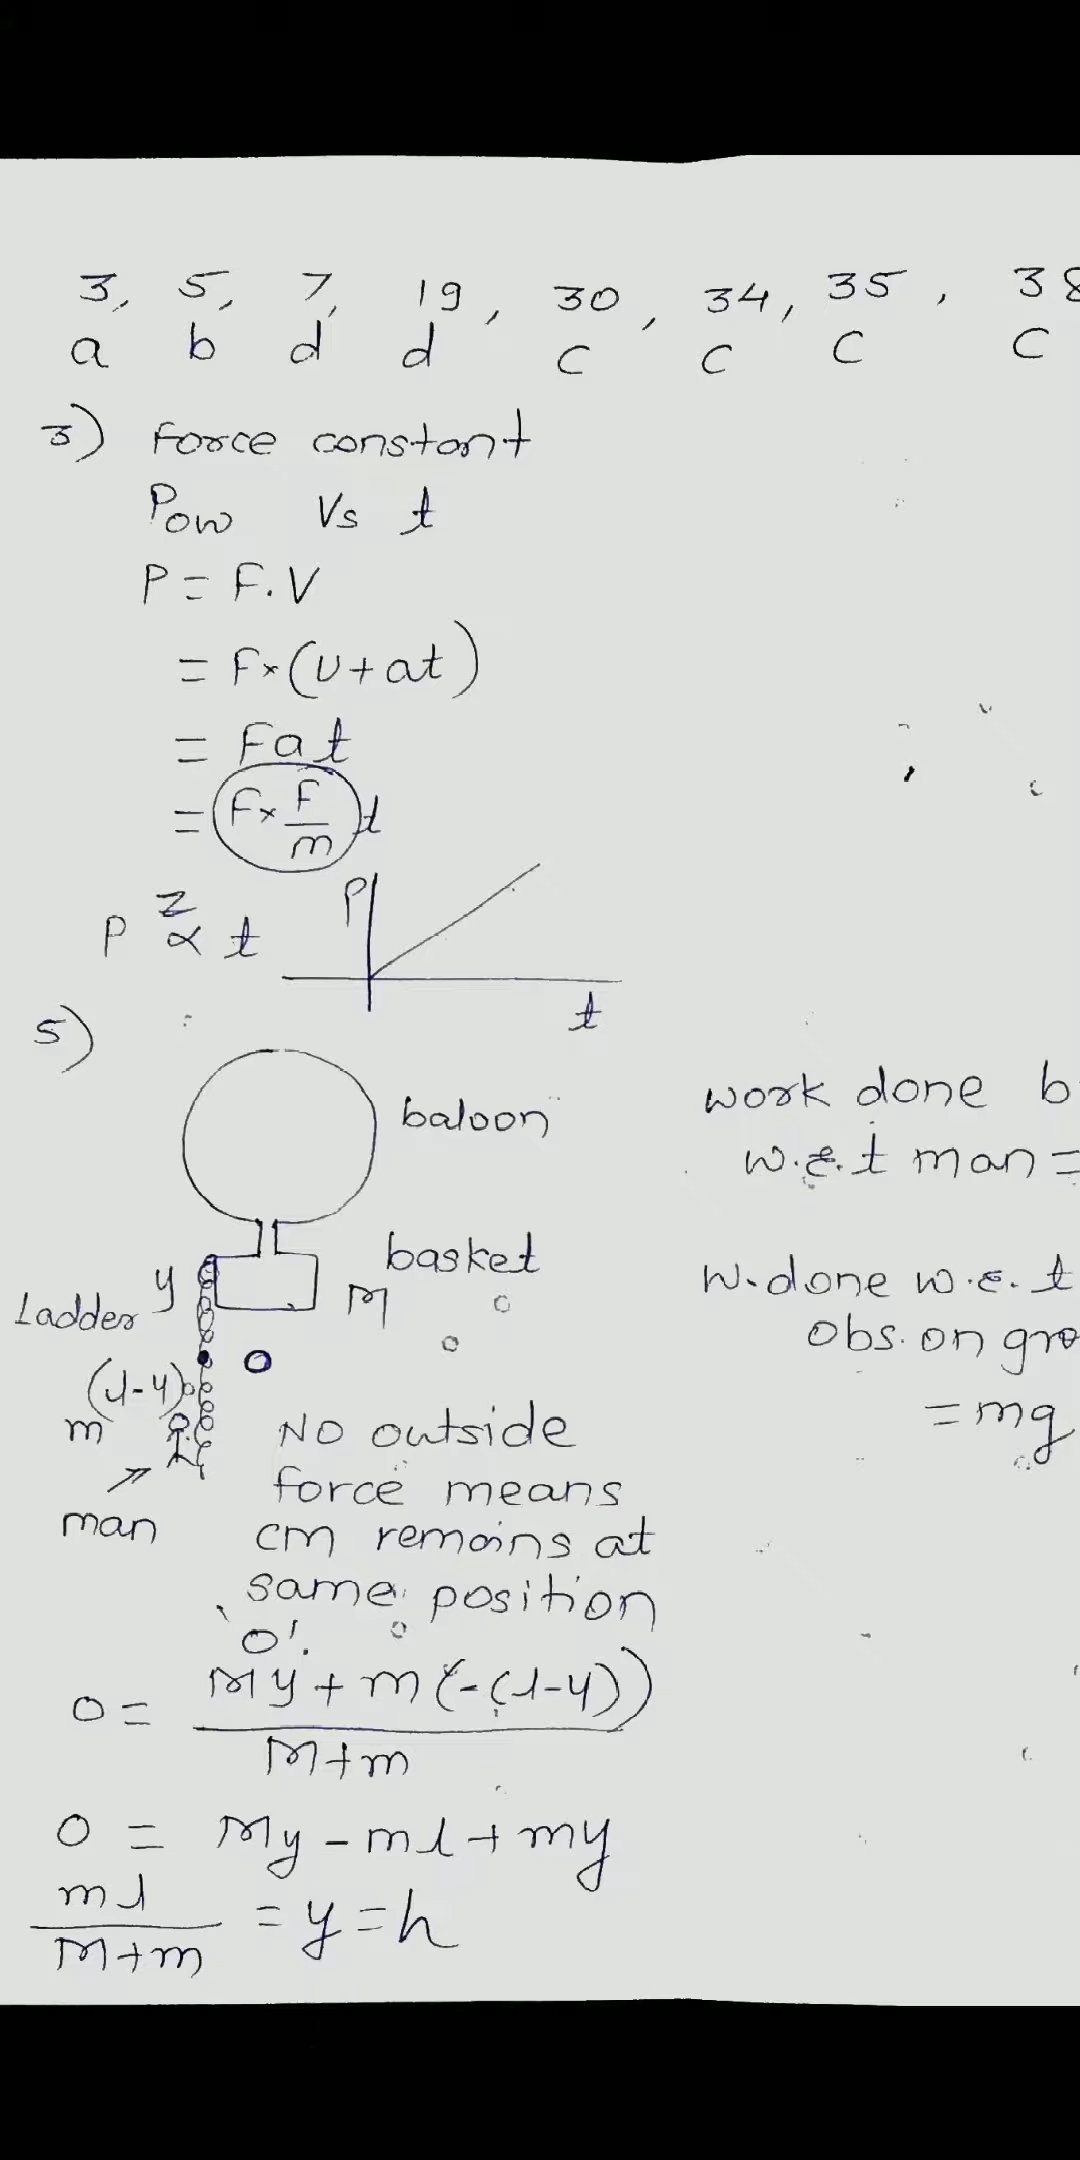 3, 5, 7, 19, 30, 34, 35, 38
a b d d c c c c
3) Force constant
Pow Vs t
P = F.V
= F×(U+at)
= Fat
= F× F/m t
P ∝ t
P
t
5)
baloon
basket
y
M
Ladder
O
(l-y)
m
man
NO outside
force means
CM remains at
same position
'O'.
O = My + m(-(l-y)) / M+m
O = My - ml + my
ml / M+m = y = h
work done b
w.r.t man =
W.done w.r.t
Obs. on gro
= mg